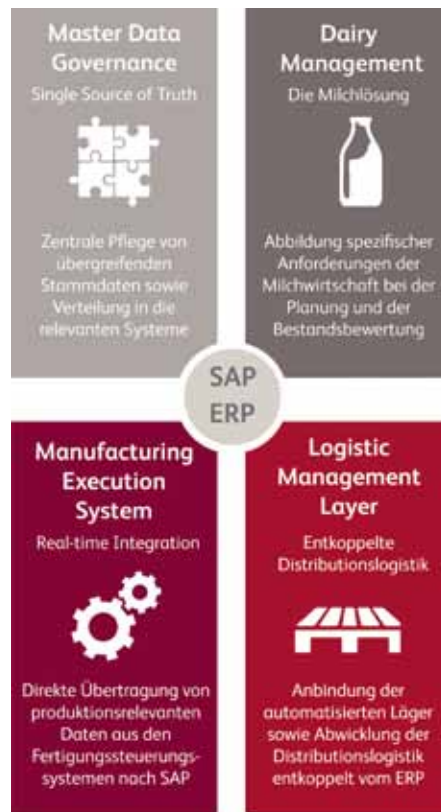 Master Data
Governance
Single Source of Truth
Zentrale Pflege von
übergreifenden
Stammdaten sowie
Verteilung in die
relevanten Systeme
Dairy
Management
Die Milchlösung
Abbildung spezifischer
Anforderungen der
Milchwirtschaft bei der
Planung und der
Bestandsbewertung
SAP
ERP
Manufacturing
Execution
System
Real-time Integration
Direkte Übertragung von
produktionsrelevanten
Daten aus den
Fertigungssteuerungs-
systemen nach SAP
Logistic
Management
Layer
Entkoppelte
Distributionslogistik
Anbindung der
automatisierten Läger
sowie Abwicklung der
Distributionslogistik
entkoppelt vom ERP